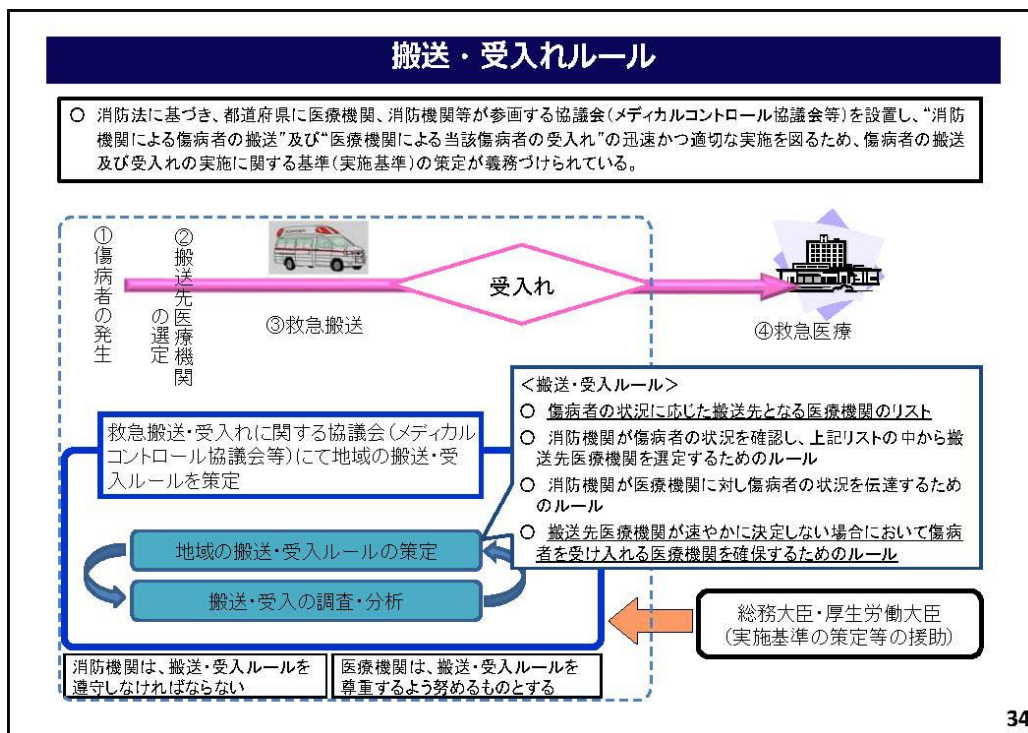 搬送・受入れルール
○ 消防法に基づき、都道府県に医療機関、消防機関等が参画する協議会(メディカルコントロール協議会等)を設置し、“消防
機関による傷病者の搬送”及び“医療機関による当該傷病者の受入れ”の迅速かつ適切な実施を図るため、傷病者の搬送
及び受入れの実施に関する基準(実施基準)の策定が義務づけられている。
①傷病者の発生
②搬送先医療機関
の選定
③救急搬送
受入れ
④救急医療
救急搬送・受入れに関する協議会(メディカル
コントロール協議会等)にて地域の搬送・受
入ルールを策定
地域の搬送・受入ルールの策定
搬送・受入の調査・分析
<搬送・受入ルール>
○ 傷病者の状況に応じた搬送先となる医療機関のリスト
○ 消防機関が傷病者の状況を確認し、上記リストの中から搬
送先医療機関を選定するためのルール
○ 消防機関が医療機関に対し傷病者の状況を伝達するため
のルール
○ 搬送先医療機関が速やかに決定しない場合において傷病
者を受け入れる医療機関を確保するためのルール
総務大臣・厚生労働大臣
(実施基準の策定等の援助)
消防機関は、搬送・受入ルールを
遵守しなければならない
医療機関は、搬送・受入ルールを
尊重するよう努めるものとする
34